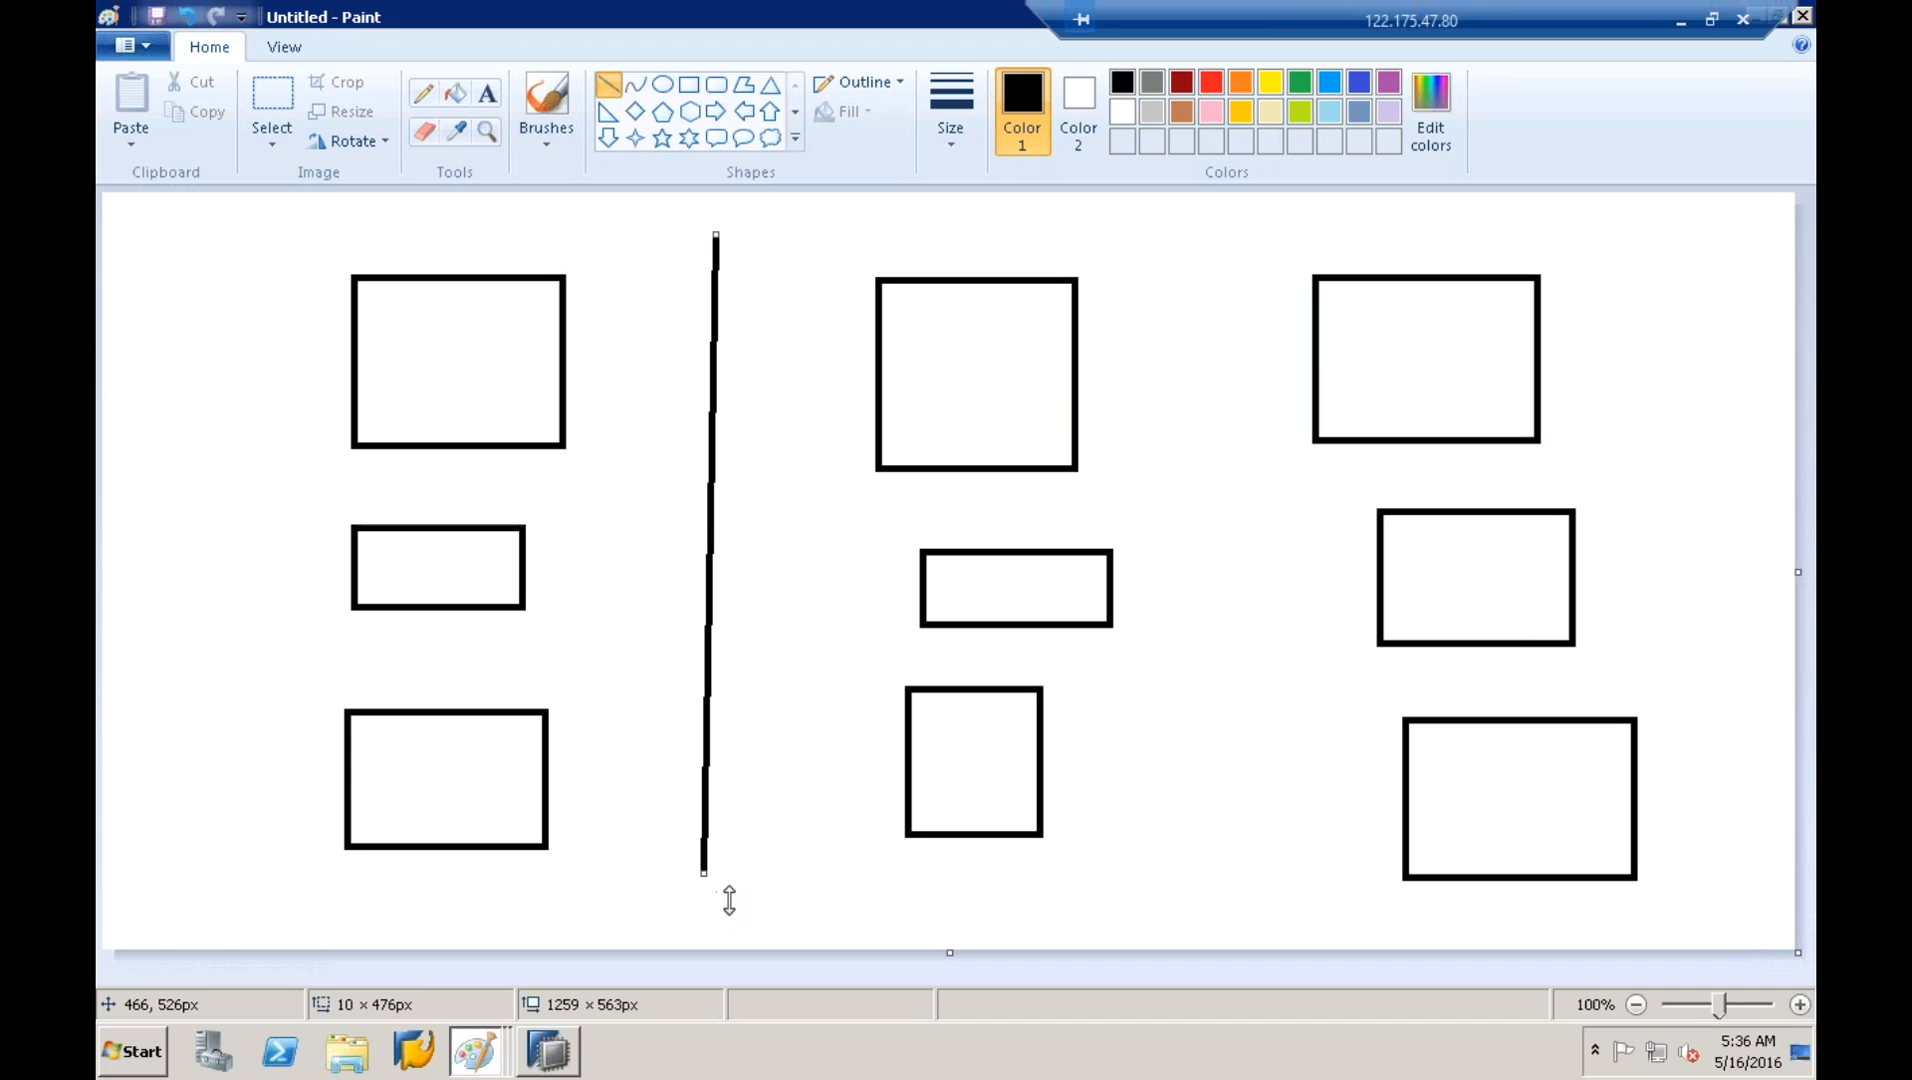 Untitled - Paint
122.175.47.80
Home View
Paste
Cut
Copy
Clipboard
Select
Crop
Resize
Rotate
Image
A
Tools
Brushes
Outline
Fill
Shapes
Size
Color 1
Color 2
Edit colors
Colors
466, 526px
10 × 476px
1259 × 563px
100%
Start
5:36 AM
5/16/2016